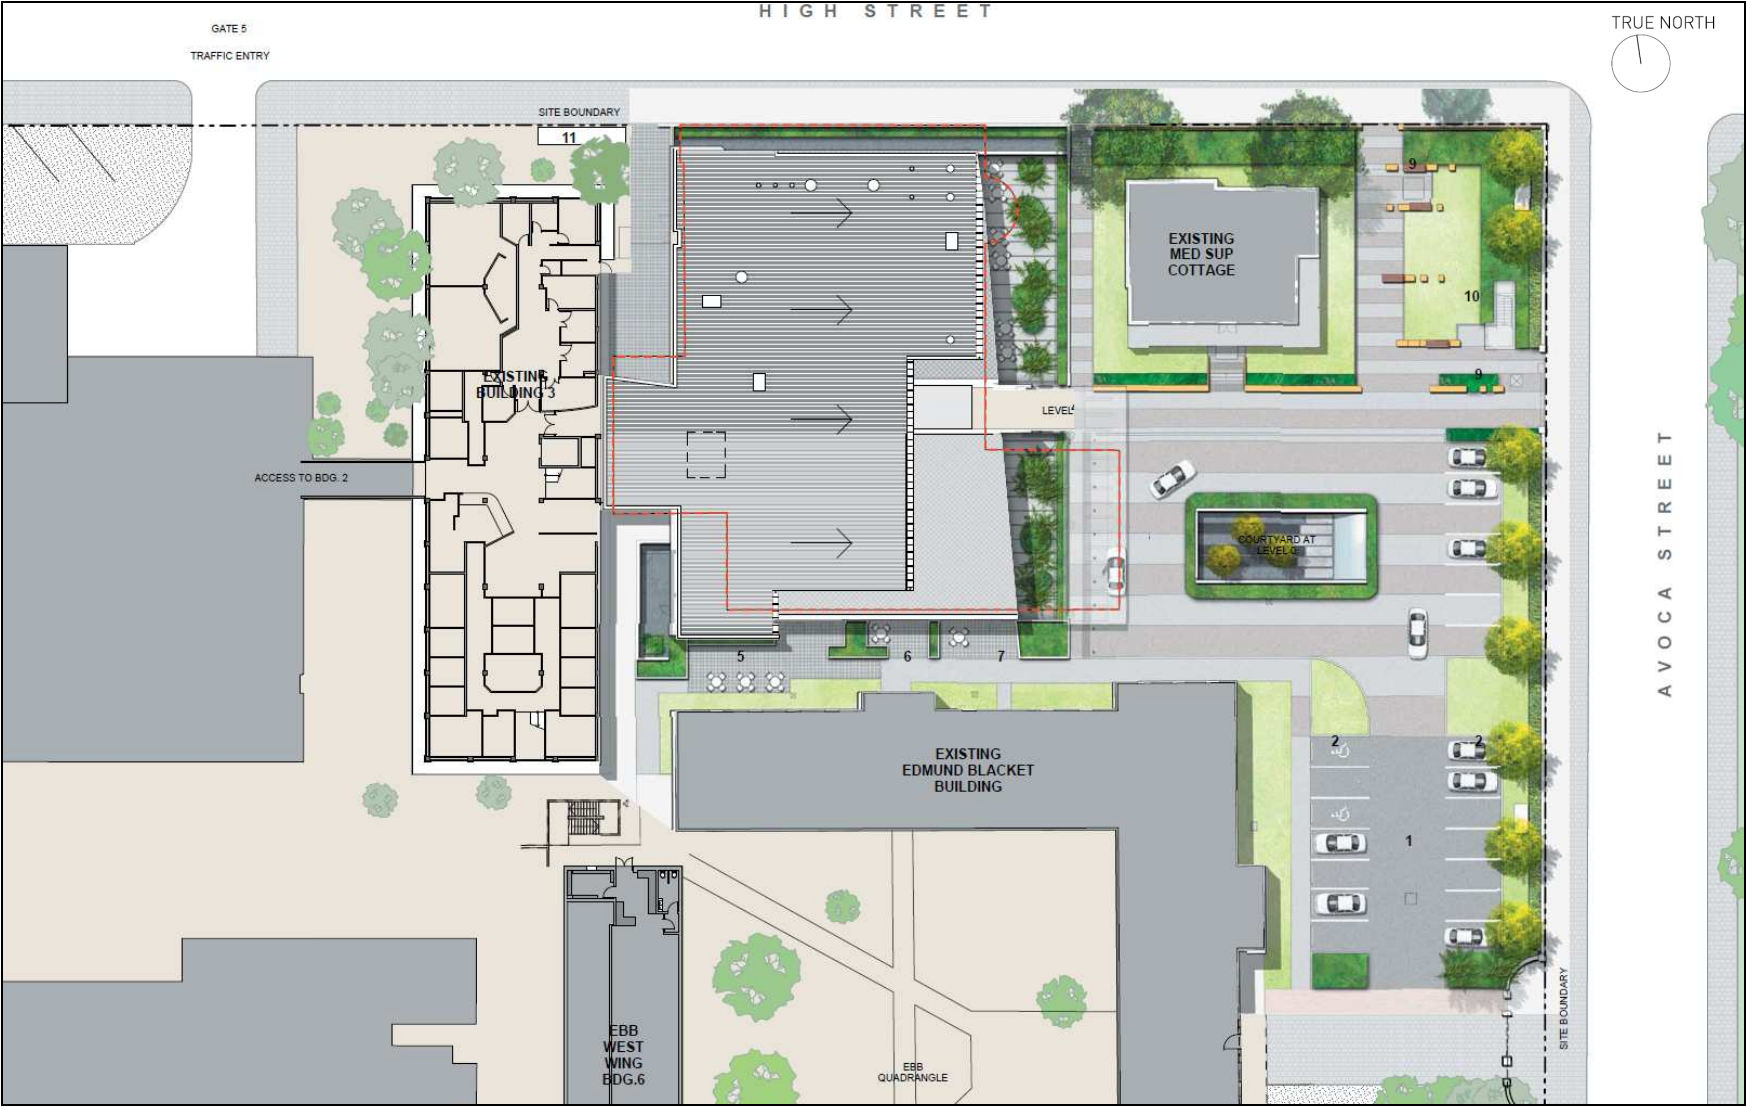 HIGH STREET
TRUE NORTH
GATE 5
TRAFFIC ENTRY
SITE BOUNDARY
11
9
EXISTING
MED SUP
COTTAGE
10
EXISTING
BUILDING 3
9
LEVEL
ACCESS TO BDG. 2
AVOCA STREET
COURTYARD AT
LEVEL 0
5
6
7
2
2
EXISTING
EDMUND BLACKET
BUILDING
4
1
SITE BOUNDARY
EBB
WEST
WING
BDG.6
EBB
QUADRANGLE